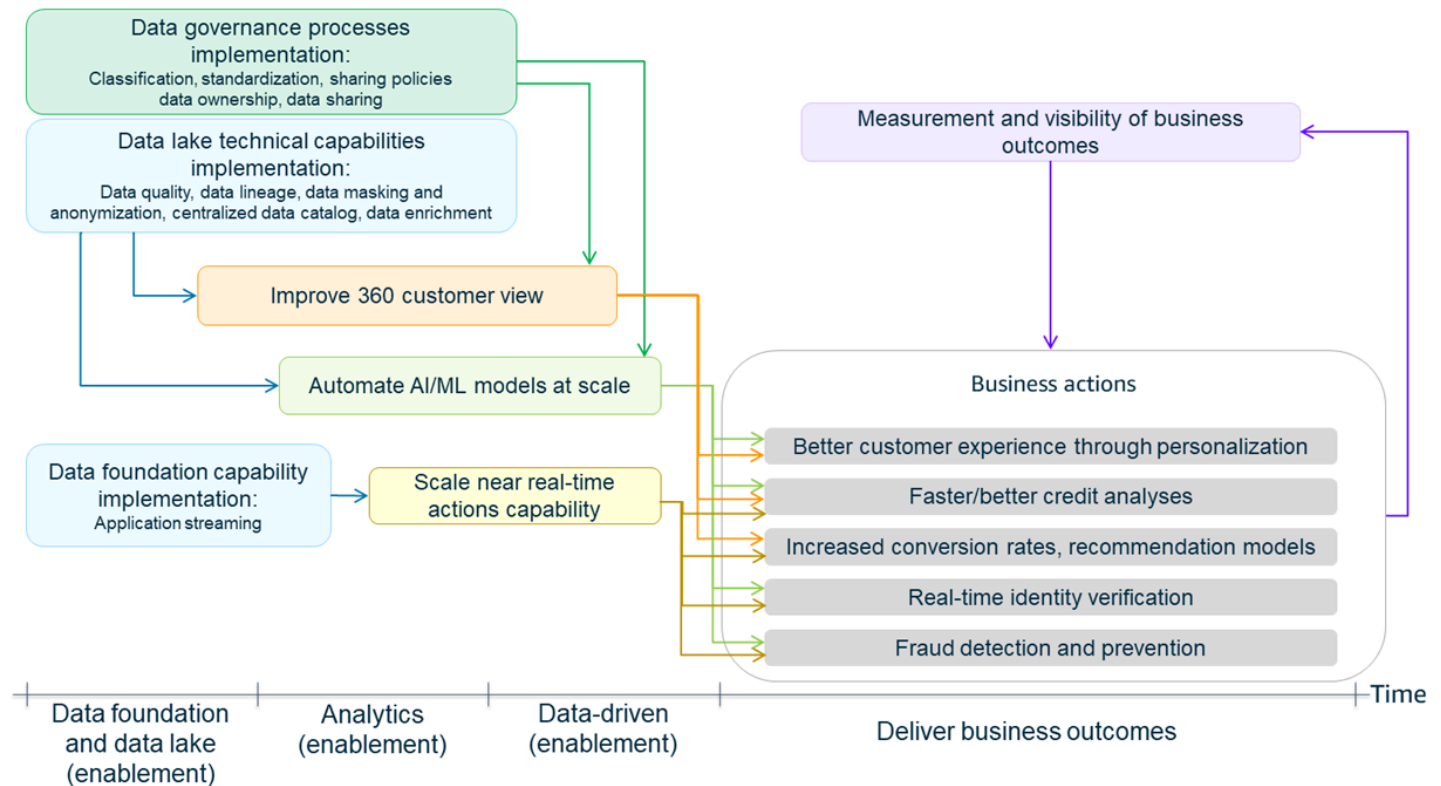 Data governance processes
implementation:
Classification, standardization, sharing policies
data ownership, data sharing
Data lake technical capabilities
implementation:
Data quality, data lineage, data masking and
anonymization, centralized data catalog, data enrichment
Measurement and visibility of business
outcomes
Improve 360 customer view
Automate AI/ML models at scale
Data foundation capability
implementation:
Application streaming
Scale near real-time
actions capability
Business actions
Better customer experience through personalization
Faster/better credit analyses
Increased conversion rates, recommendation models
Real-time identity verification
Fraud detection and prevention
Time
Data foundation
and data lake
(enablement)
Analytics
(enablement)
Data-driven
(enablement)
Deliver business outcomes